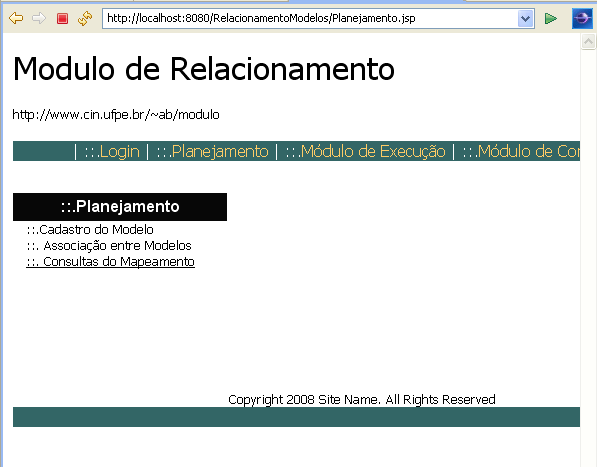 http://localhost:8080/RelacionamentoModelos/Planejamento.jsp
Modulo de Relacionamento
http://www.cin.ufpe.br/~ab/modulo
| :::.Login | :::.Planejamento | :::.Módulo de Execução | :::.Módulo de Con
::.Planejamento
::.Cadastro do Modelo
::. Associação entre Modelos
::. Consultas do Mapeamento
Copyright 2008 Site Name. All Rights Reserved